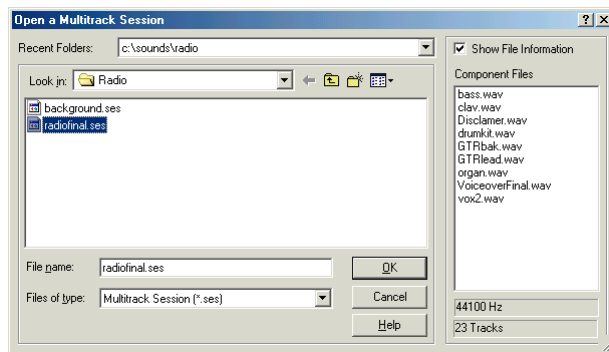 Open a Multitrack Session
Recent Folders: c:\sounds\radio
Look in: Radio
background.ses
radiofinal.ses
File name: radiofinal.ses
OK
Files of type: Multitrack Session (*.ses)
Cancel
Help
Show File Information
Component Files
bass.wav
clav.wav
Disclamer.wav
drumkit.wav
GTRbak.wav
GTRlead.wav
organ.wav
VoiceoverFinal.wav
vox2.wav
44100 Hz
23 Tracks